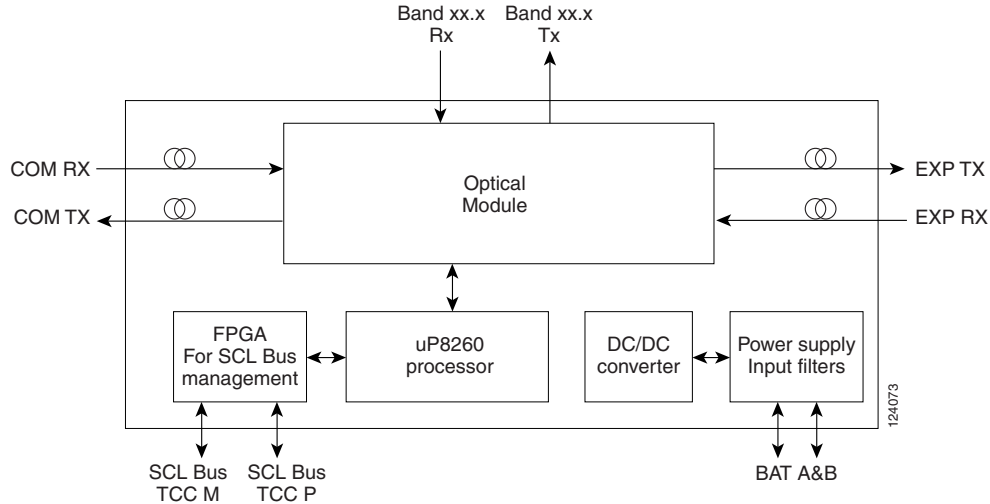 Band xx.x
Rx
Band xx.x
Tx
COM RX
COM TX
Optical
Module
EXP TX
EXP RX
FPGA
For SCL Bus
management
uP8260
processor
DC/DC
converter
Power supply
Input filters
124073
SCL Bus
TCC M
SCL Bus
TCC P
BAT A&B